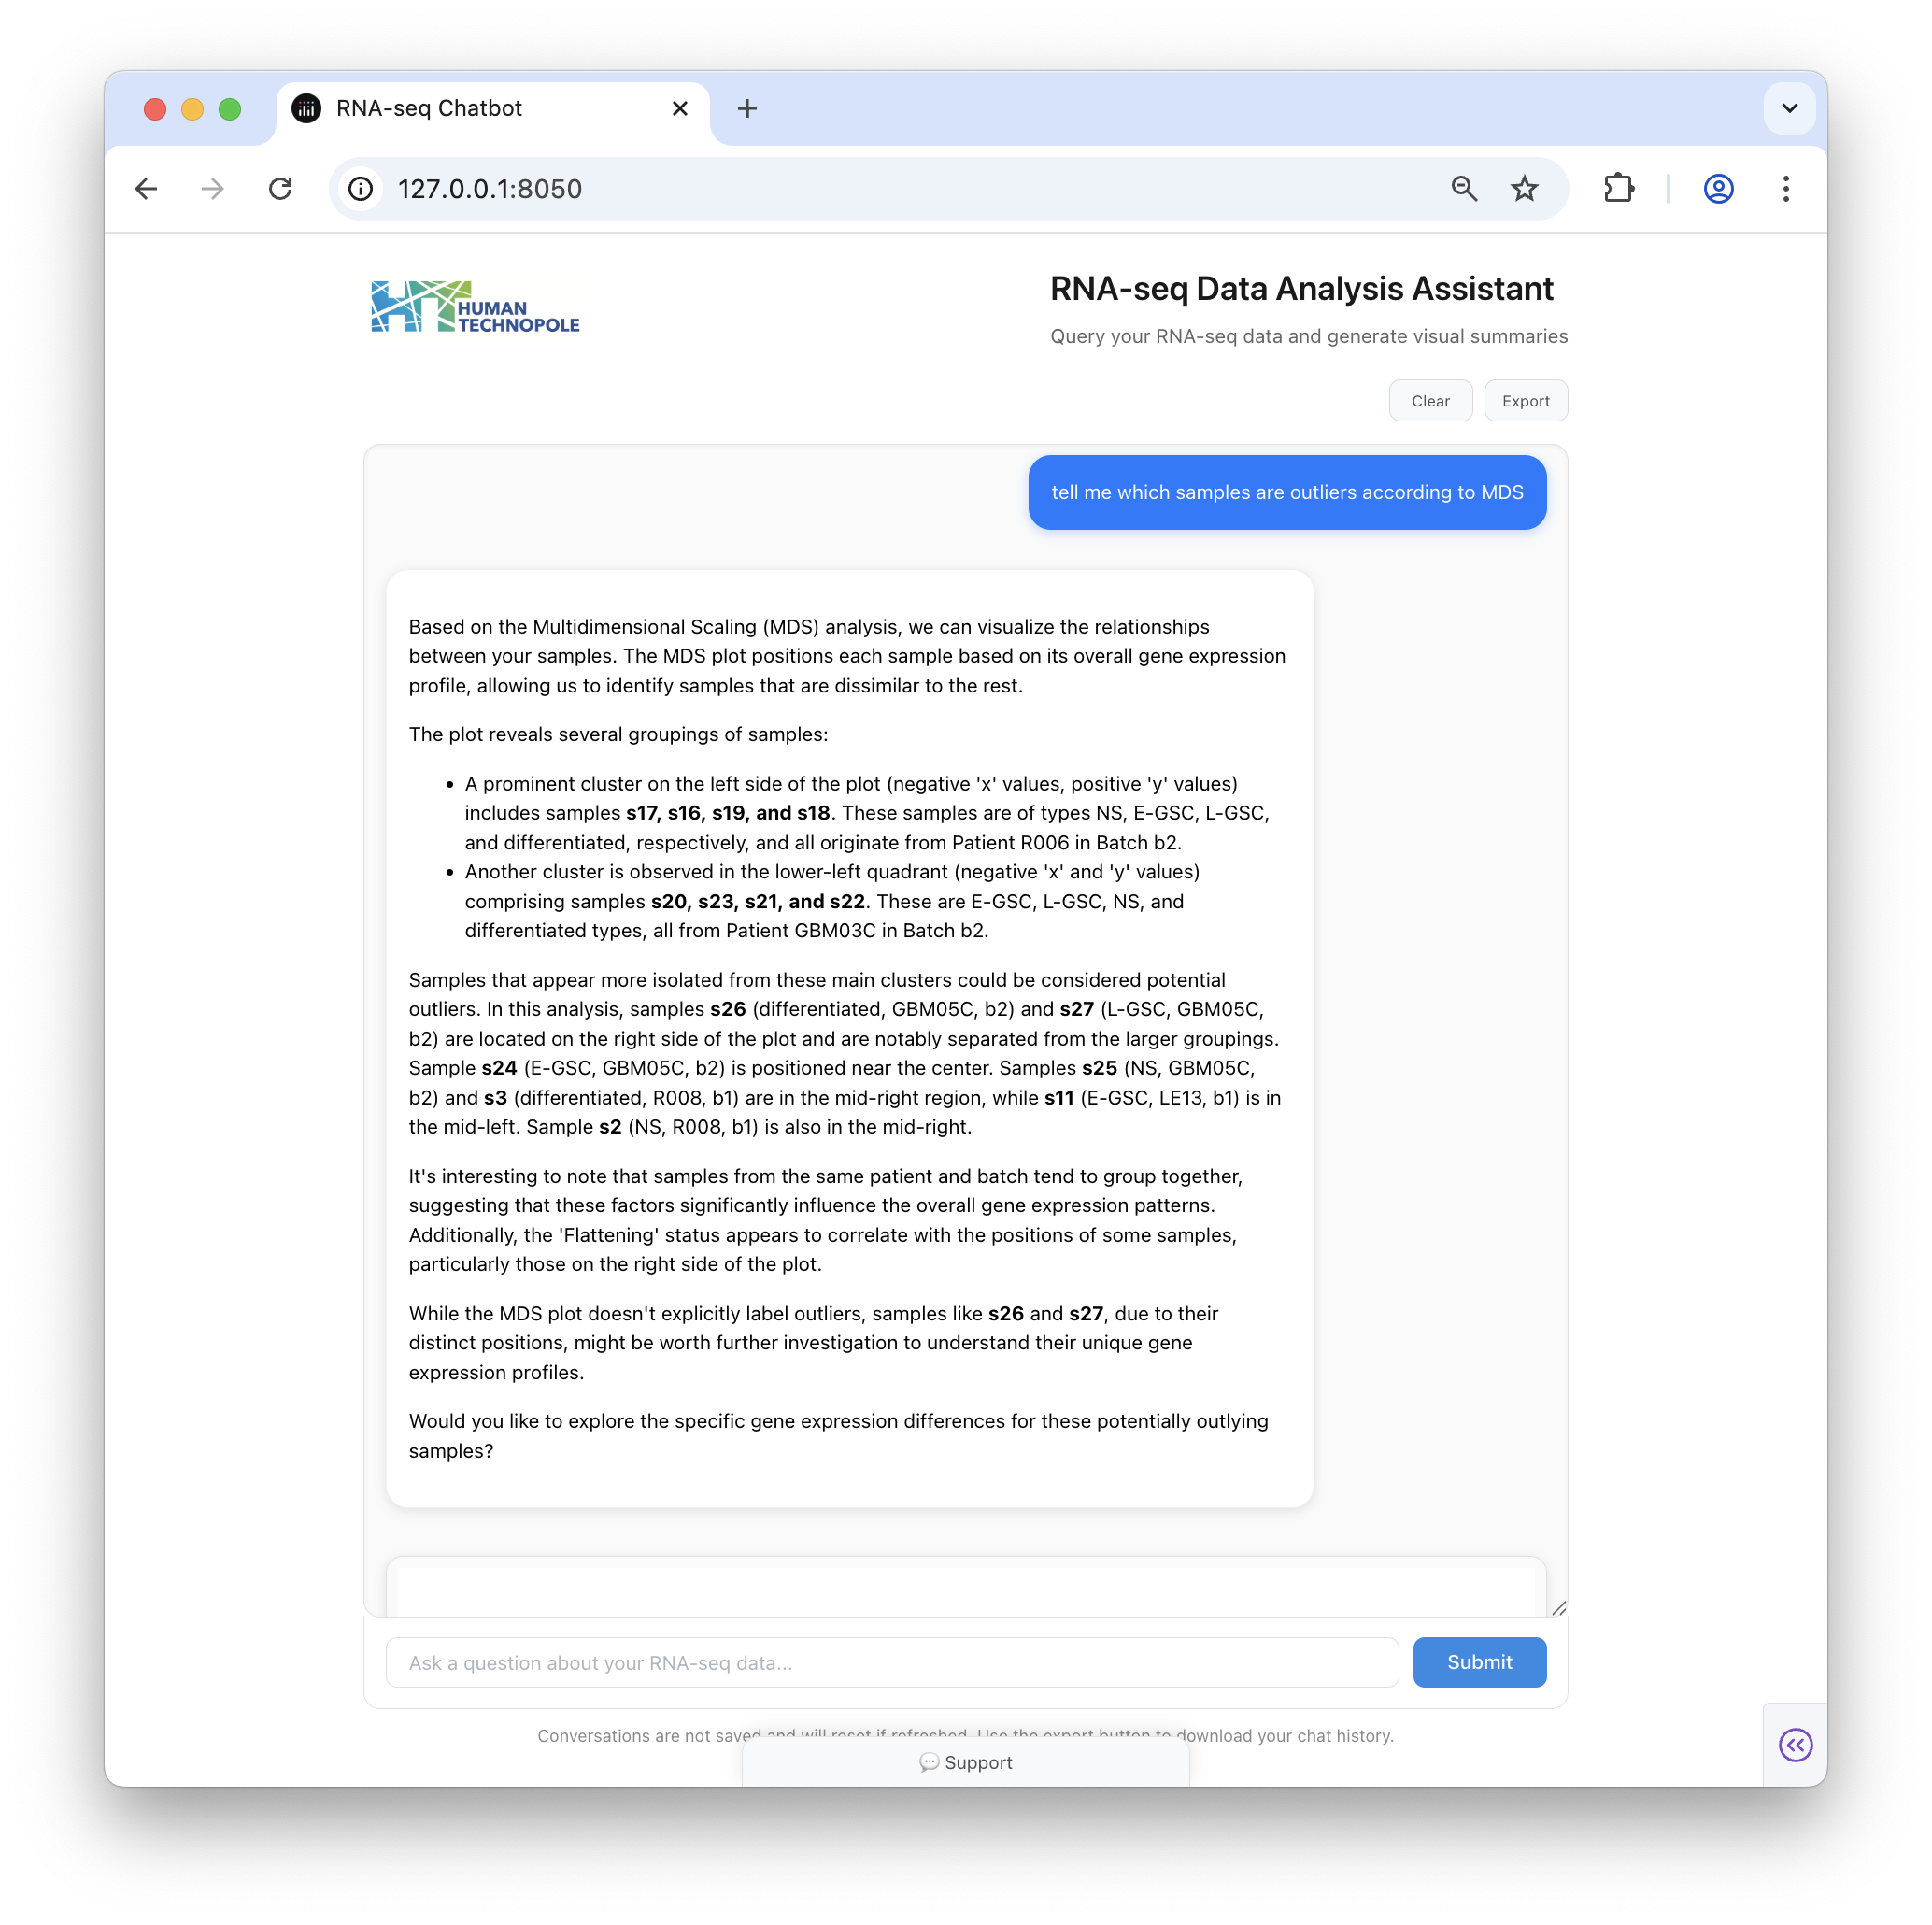 RNA-seq Chatbot
127.0.0.1:8050
HUMAN
TECHNOPOLE
RNA-seq Data Analysis Assistant
Query your RNA-seq data and generate visual summaries
Clear
Export
tell me which samples are outliers according to MDS
Based on the Multidimensional Scaling (MDS) analysis, we can visualize the relationships
between your samples. The MDS plot positions each sample based on its overall gene expression
profile, allowing us to identify samples that are dissimilar to the rest.
The plot reveals several groupings of samples:
• A prominent cluster on the left side of the plot (negative 'x' values, positive 'y' values)
includes samples s17, s16, s19, and s18. These samples are of types NS, E-GSC, L-GSC,
and differentiated, respectively, and all originate from Patient R006 in Batch b2.
• Another cluster is observed in the lower-left quadrant (negative 'x' and 'y' values)
comprising samples s20, s23, s21, and s22. These are E-GSC, L-GSC, NS, and
differentiated types, all from Patient GBM03C in Batch b2.
Samples that appear more isolated from these main clusters could be considered potential
outliers. In this analysis, samples s26 (differentiated, GBM05C, b2) and s27 (L-GSC, GBM05C,
b2) are located on the right side of the plot and are notably separated from the larger groupings.
Sample s24 (E-GSC, GBM05C, b2) is positioned near the center. Samples s25 (NS, GBM05C,
b2) and s3 (differentiated, R008, b1) are in the mid-right region, while s11 (E-GSC, LE13, b1) is in
the mid-left. Sample s2 (NS, R008, b1) is also in the mid-right.
It's interesting to note that samples from the same patient and batch tend to group together,
suggesting that these factors significantly influence the overall gene expression patterns.
Additionally, the 'Flattening' status appears to correlate with the positions of some samples,
particularly those on the right side of the plot.
While the MDS plot doesn't explicitly label outliers, samples like s26 and s27, due to their
distinct positions, might be worth further investigation to understand their unique gene
expression profiles.
Would you like to explore the specific gene expression differences for these potentially outlying
samples?
Ask a question about your RNA-seq data...
Submit
Conversations are not saved and will reset if refreshed. Use the export button to download your chat history.
Support